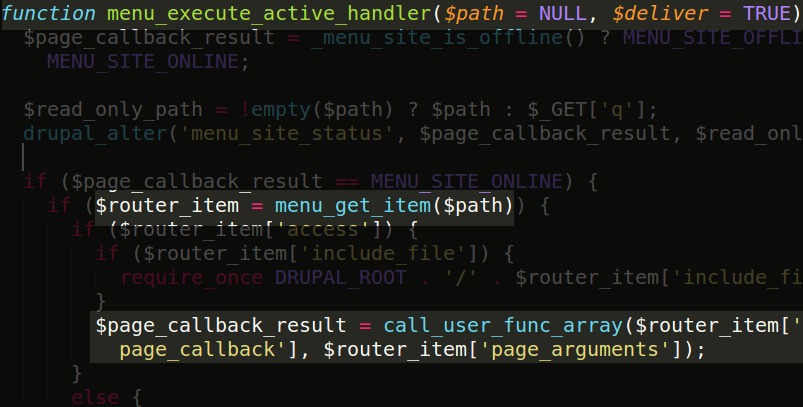 function menu_execute_active_handler($path = NULL, $deliver = TRUE)
$page_callback_result = _menu_site_is_offline() ? MENU_SITE_OFFLI
MENU_SITE_ONLINE;
$read_only_path = !empty($path) ? $path : $_GET['q'];
drupal_alter('menu_site_status', $page_callback_result, $read_onl
if ($page_callback_result == MENU_SITE_ONLINE) {
if ($router_item = menu_get_item($path)) {
if ($router_item['access']) {
if ($router_item['include_file']) {
require_once DRUPAL_ROOT . '/' . $router_item['include_fi
}
$page_callback_result = call_user_func_array($router_item['
page_callback'], $router_item['page_arguments']);
}
else {